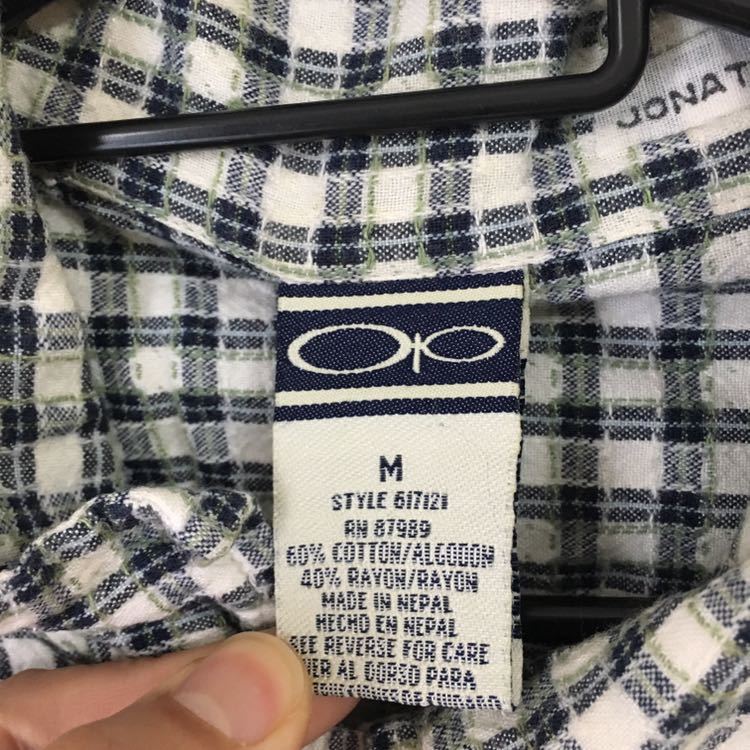 JONAT
Op
M
STYLE 617121
RN 87989
60% COTTON/ALGODON
40% RAYON/RAYON
MADE IN NEPAL
HECHO EN NEPAL
SEE REVERSE FOR CARE
VER AL DORSO PARA